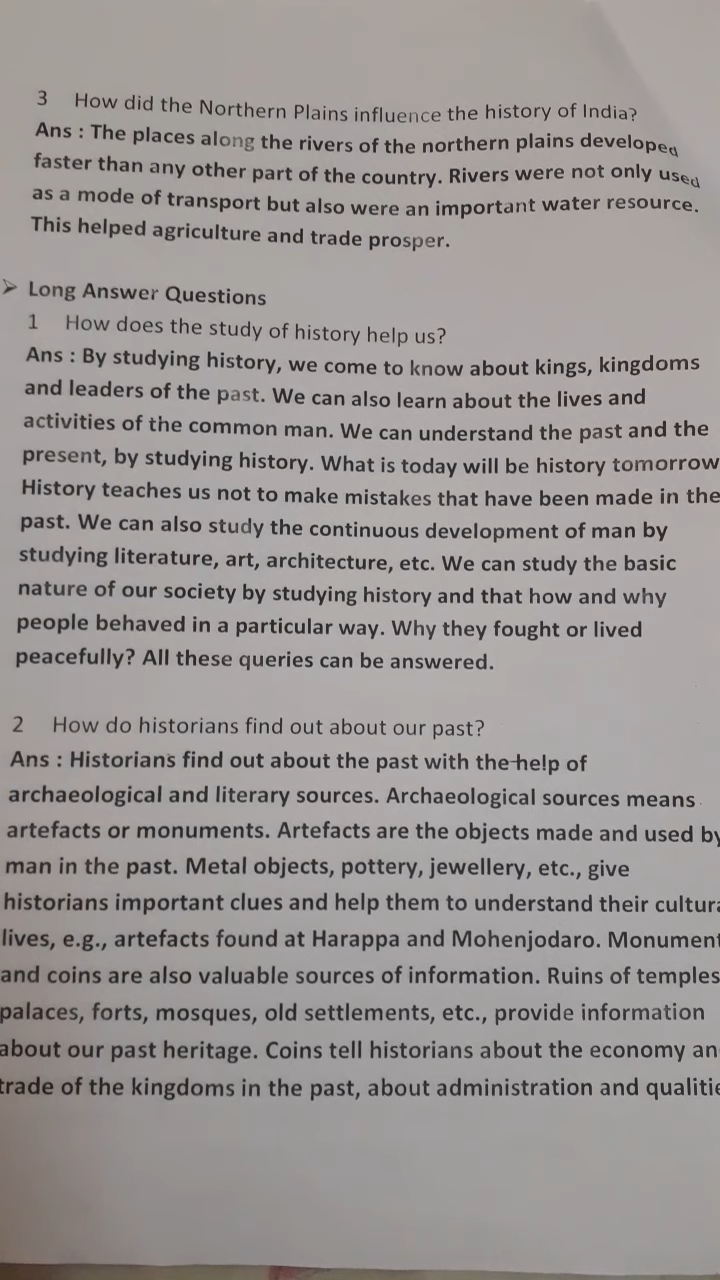 3 How did the Northern Plains influence the history of India?
Ans : The places along the rivers of the northern plains developed
faster than any other part of the country. Rivers were not only used
as a mode of transport but also were an important water resource.
This helped agriculture and trade prosper.
➢ Long Answer Questions
1 How does the study of history help us?
Ans : By studying history, we come to know about kings, kingdoms
and leaders of the past. We can also learn about the lives and
activities of the common man. We can understand the past and the
present, by studying history. What is today will be history tomorrow
History teaches us not to make mistakes that have been made in the
past. We can also study the continuous development of man by
studying literature, art, architecture, etc. We can study the basic
nature of our society by studying history and that how and why
people behaved in a particular way. Why they fought or lived
peacefully? All these queries can be answered.
2 How do historians find out about our past?
Ans : Historians find out about the past with the help of
archaeological and literary sources. Archaeological sources means
artefacts or monuments. Artefacts are the objects made and used by
man in the past. Metal objects, pottery, jewellery, etc., give
historians important clues and help them to understand their cultura
lives, e.g., artefacts found at Harappa and Mohenjodaro. Monument
and coins are also valuable sources of information. Ruins of temples
palaces, forts, mosques, old settlements, etc., provide information
about our past heritage. Coins tell historians about the economy an
trade of the kingdoms in the past, about administration and qualitie